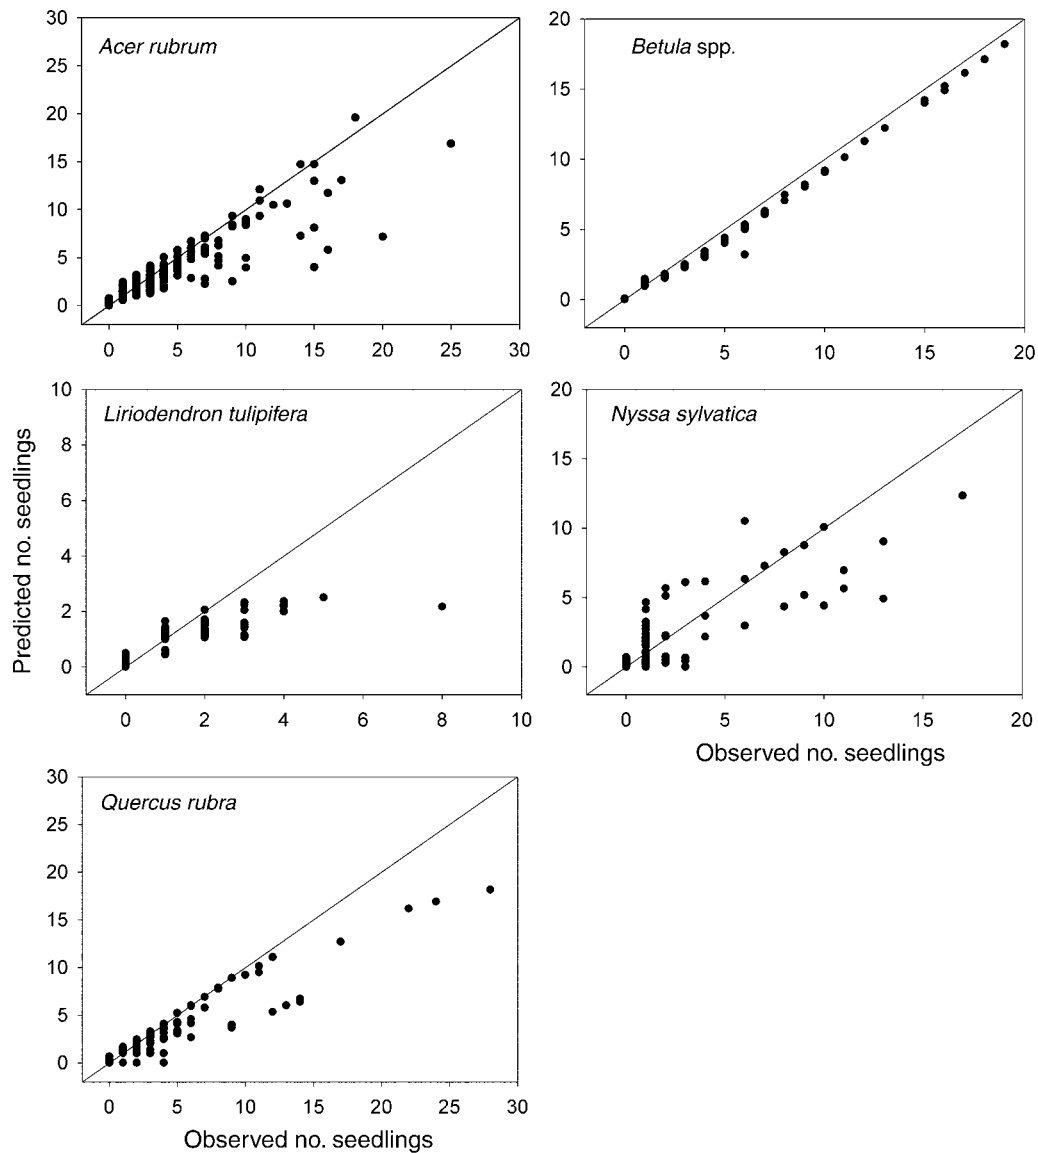 Acer rubrum
30
25
20
15
10
5
0
0 5 10 15 20 25 30
Betula spp.
20
15
10
5
0
0 5 10 15 20
Predicted no. seedlings
Liriodendron tulipifera
10
8
6
4
2
0
0 2 4 6 8 10
Nyssa sylvatica
20
15
10
5
0
0 5 10 15 20
Observed no. seedlings
Quercus rubra
30
25
20
15
10
5
0
0 5 10 15 20 25 30
Observed no. seedlings